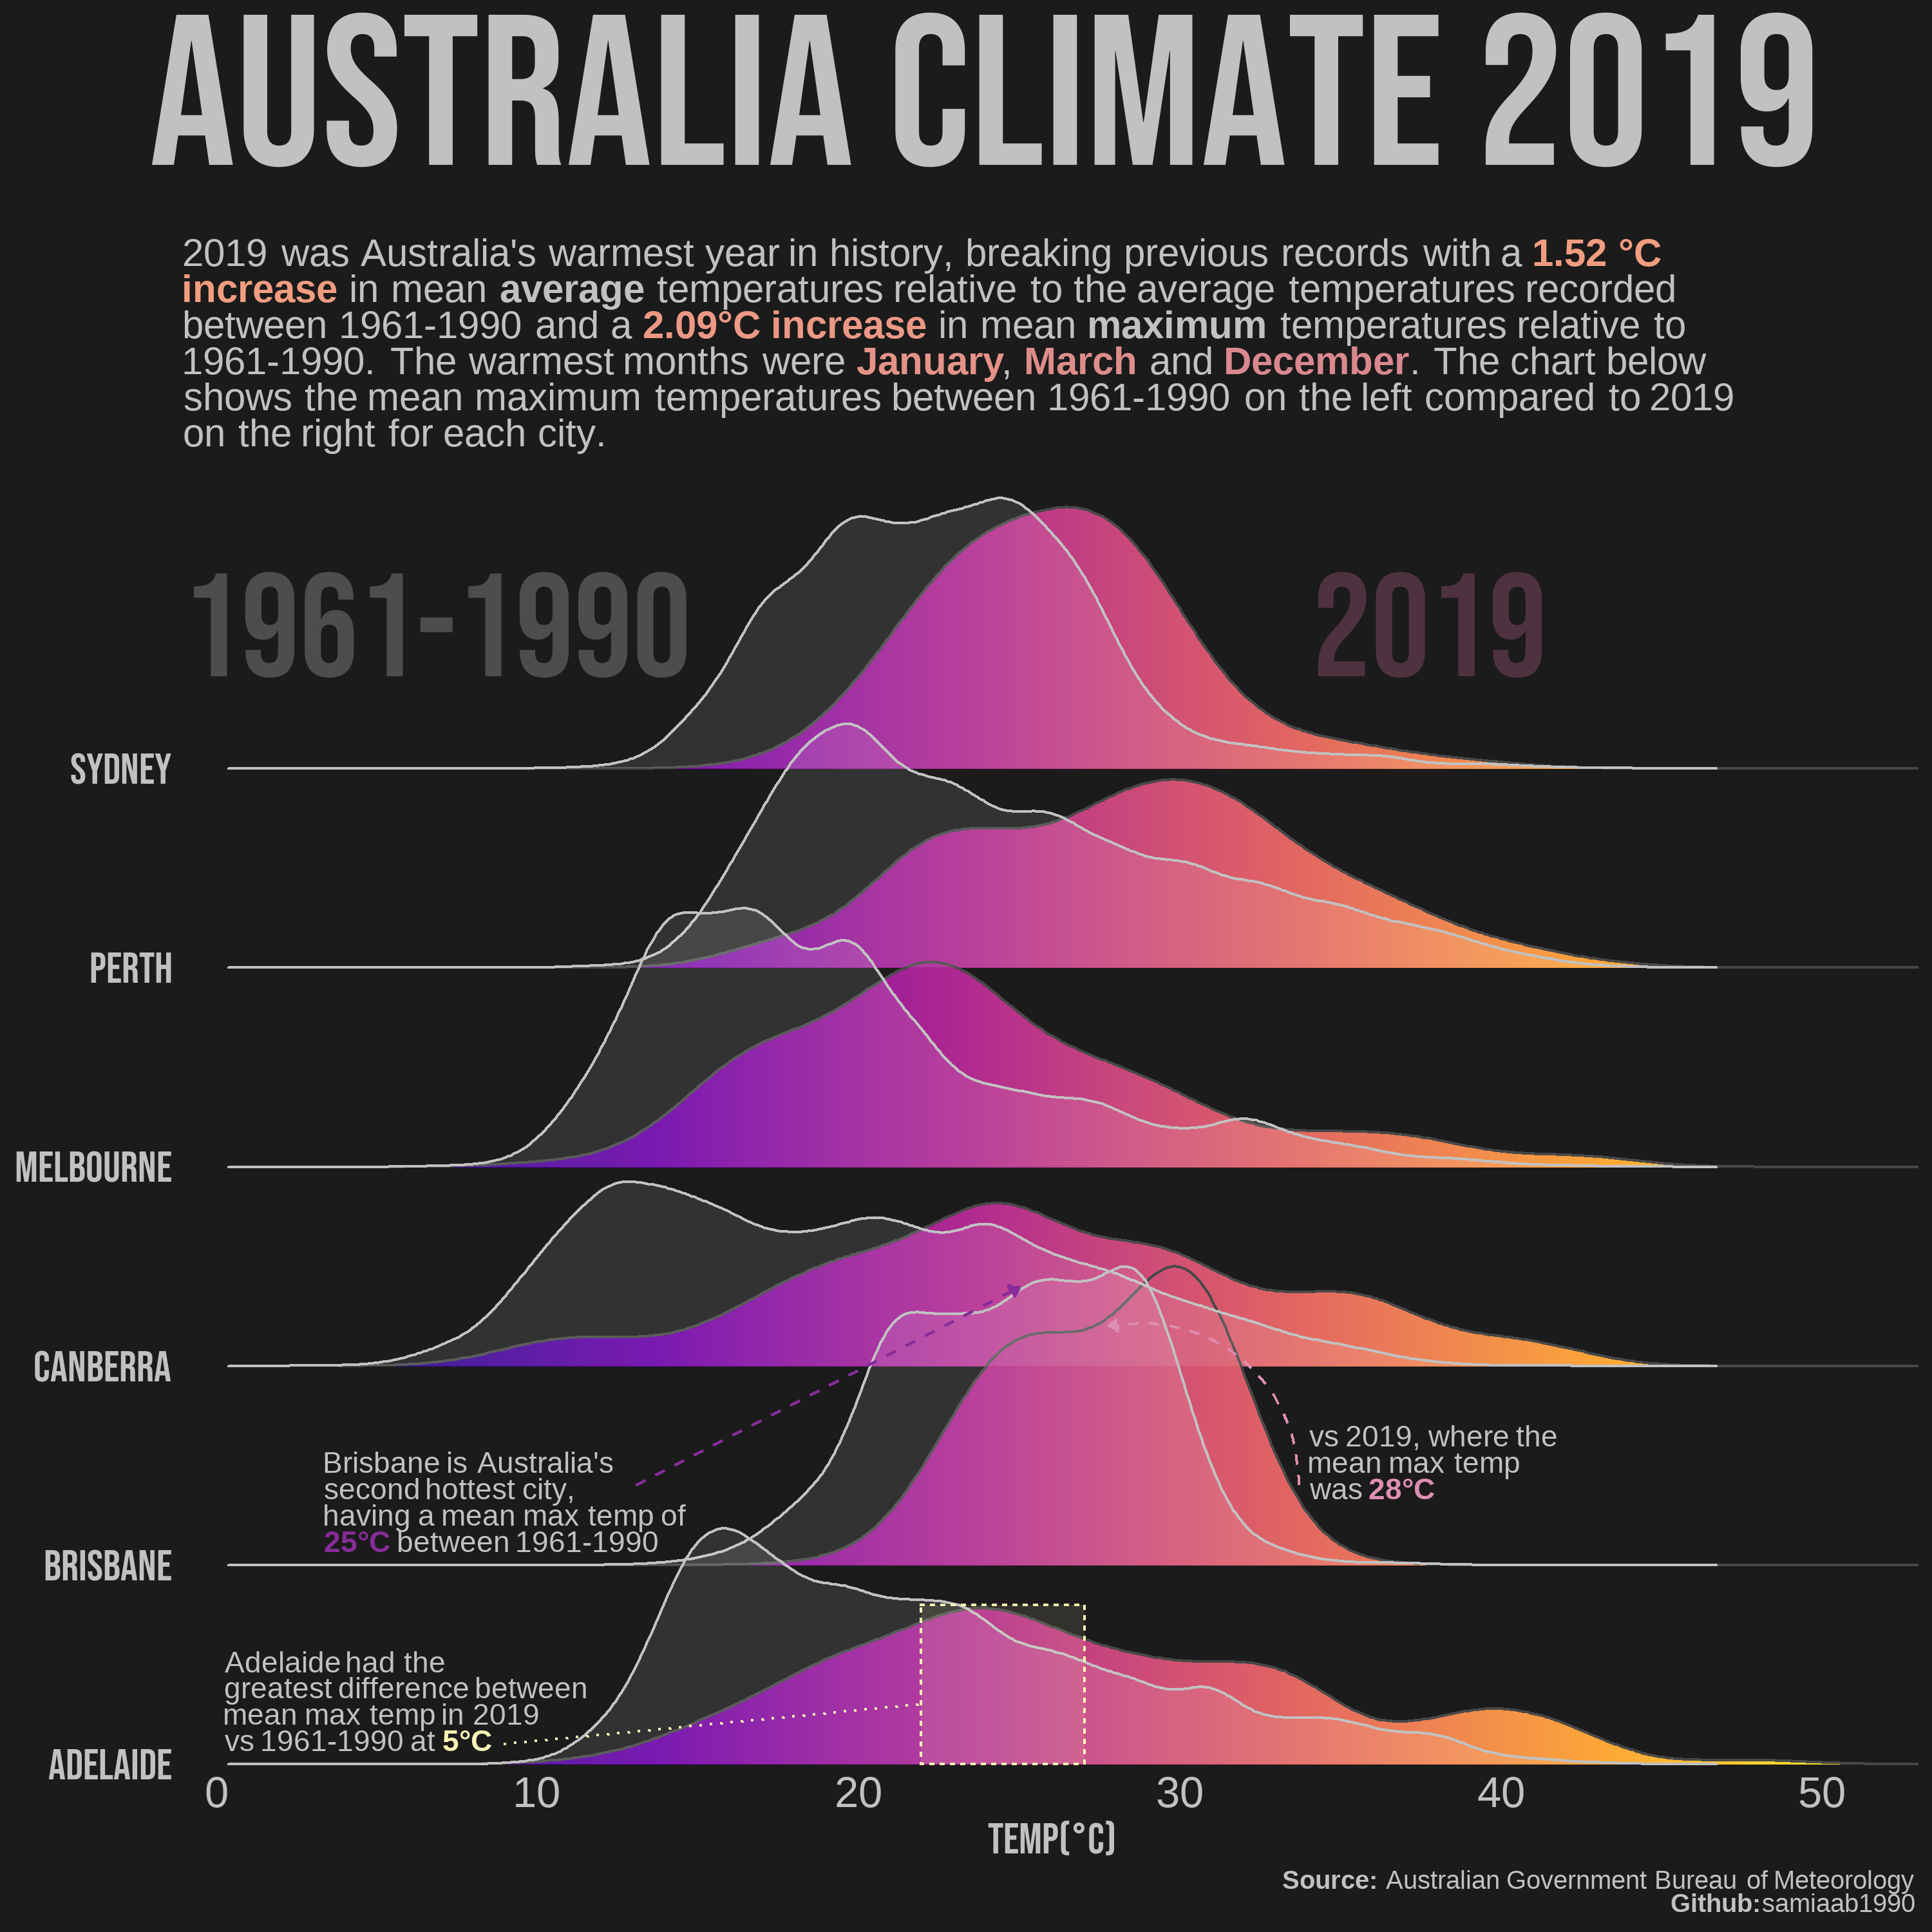 AUSTRALIA CLIMATE 2019
2019 was Australia's warmest year in history, breaking previous records with a 1.52 °C
increase in mean average temperatures relative to the average temperatures recorded
between 1961-1990 and a 2.09°C increase in mean maximum temperatures relative to
1961-1990. The warmest months were January, March and December. The chart below
shows the mean maximum temperatures between 1961-1990 on the left compared to 2019
on the right for each city.
1961-1990
2019
SYDNEY
PERTH
MELBOURNE
CANBERRA
Brisbane is Australia's
second hottest city,
having a mean max temp of
25°C between 1961-1990
vs 2019, where the
mean max temp
was 28°C
BRISBANE
Adelaide had the
greatest difference between
mean max temp in 2019
vs 1961-1990 at 5°C
ADELAIDE
0 10 20 30 40 50
TEMP(°C)
Source: Australian Government Bureau of Meteorology
Github:samiaab1990